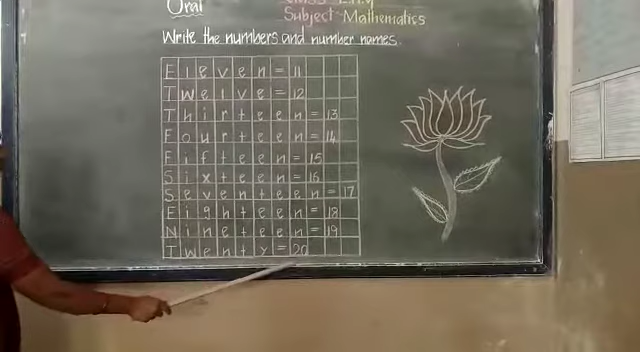 Oral
Subject Mathematics
Write the numbers and number names.
Eleven = 11
Twelve = 12
Thirteen = 13
Fourteen = 14
Fifteen = 15
Sixteen = 16
Seventeen = 17
Eighteen = 18
Nineteen = 19
Twenty = 20